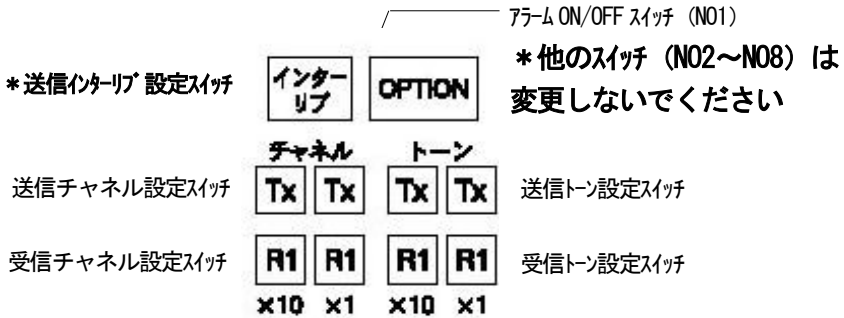 ｱﾗｰﾑ ON/OFF ｽｲｯﾁ (NO1)
＊送信ｲﾝﾀｰﾘﾌﾞ設定ｽｲｯﾁ
インターリブ
OPTION
＊他のｽｲｯﾁ (NO2～NO8) は
変更しないでください
チャネル トーン
送信チャネル設定ｽｲｯﾁ Tx Tx Tx Tx 送信ﾄｰﾝ設定ｽｲｯﾁ
受信チャネル設定ｽｲｯﾁ R1 R1 R1 R1 受信ﾄｰﾝ設定ｽｲｯﾁ
×10 ×1 ×10 ×1